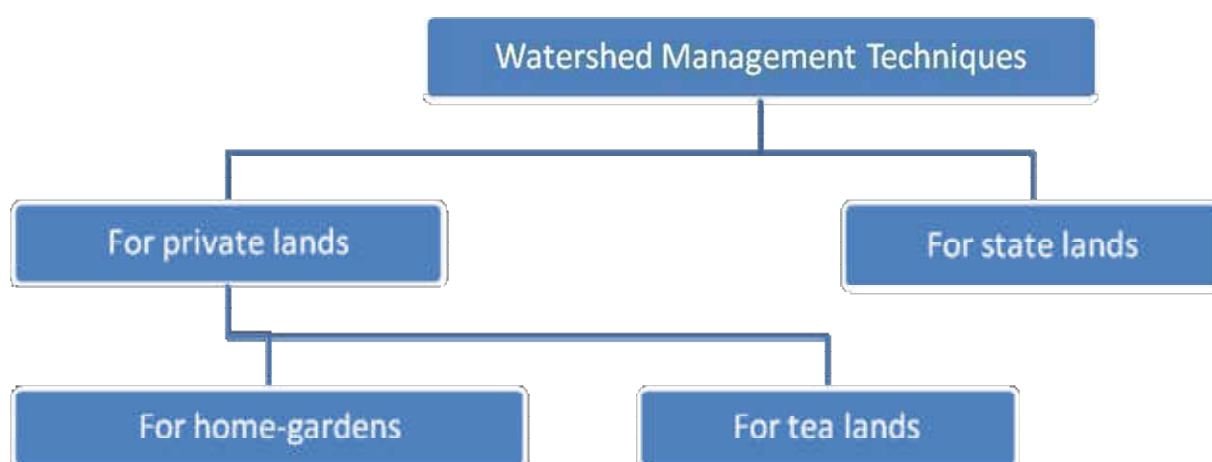 Watershed Management Techniques
For private lands
For state lands
For home-gardens
For tea lands